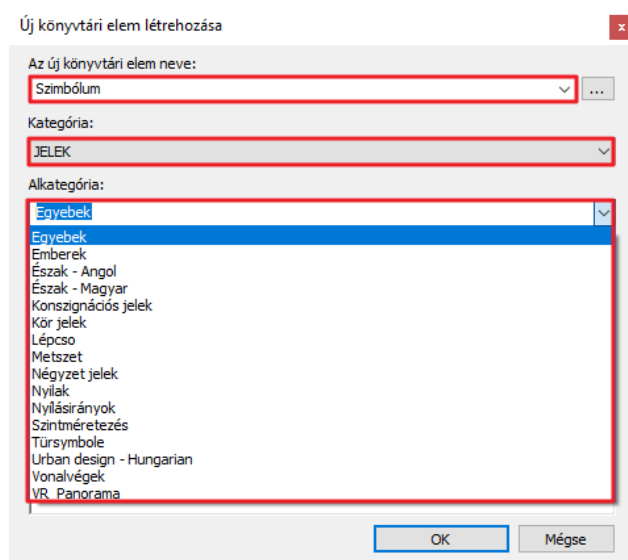 Új könyvtári elem létrehozása
x
Az új könyvtári elem neve:
Szimbólum
...
Kategória:
JELEK
Alkategória:
Egyebek
Egyebek
Emberek
Észak - Angol
Észak - Magyar
Konszignációs jelek
Kör jelek
Lépcso
Metszet
Négyzet jelek
Nyilak
Nyílásirányok
Szintméretezés
Türsymbole
Urban design - Hungarian
Vonalvégek
VR_Panorama
OK
Mégse